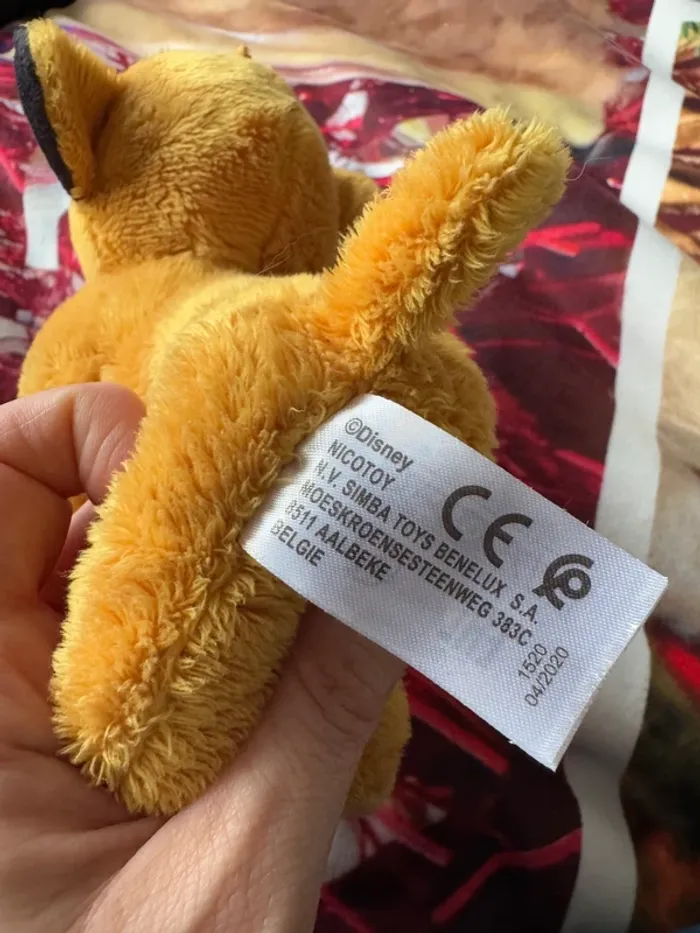 ©Disney
NICOTOY
N.V. SIMBA TOYS BENELUX S.A.
MOESKROENSESTEENWEG 383C
8511 AALBEKE
BELGIE
CE
1520
04/2020